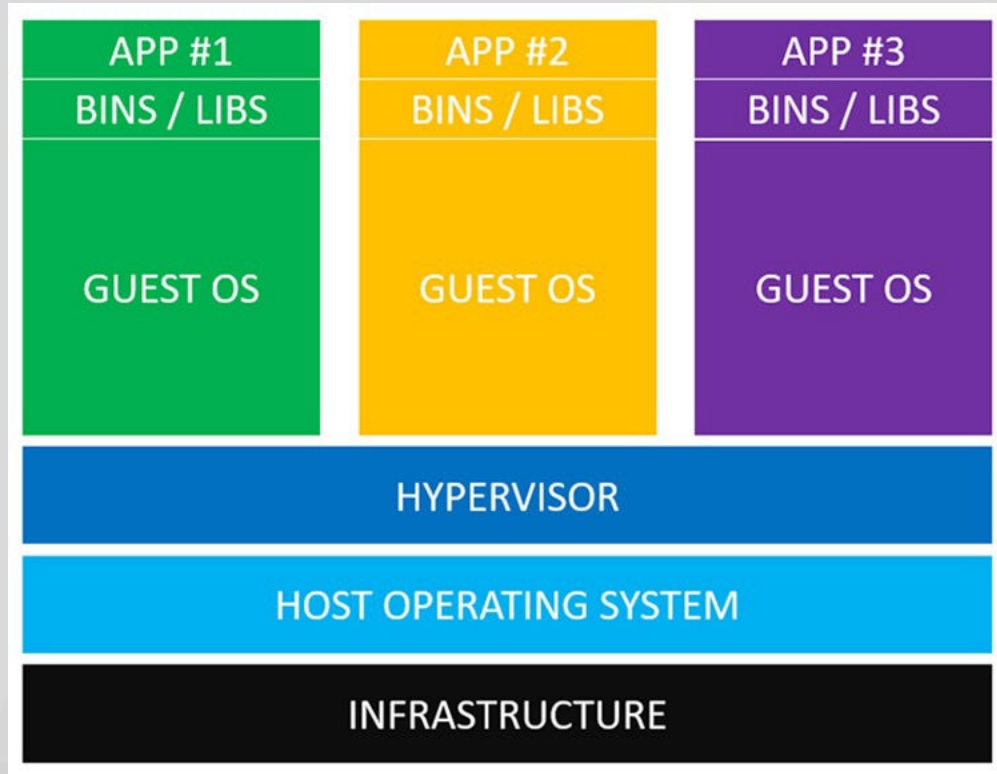 APP #1
BINS / LIBS
GUEST OS
APP #2
BINS / LIBS
GUEST OS
APP #3
BINS / LIBS
GUEST OS
HYPERVISOR
HOST OPERATING SYSTEM
INFRASTRUCTURE